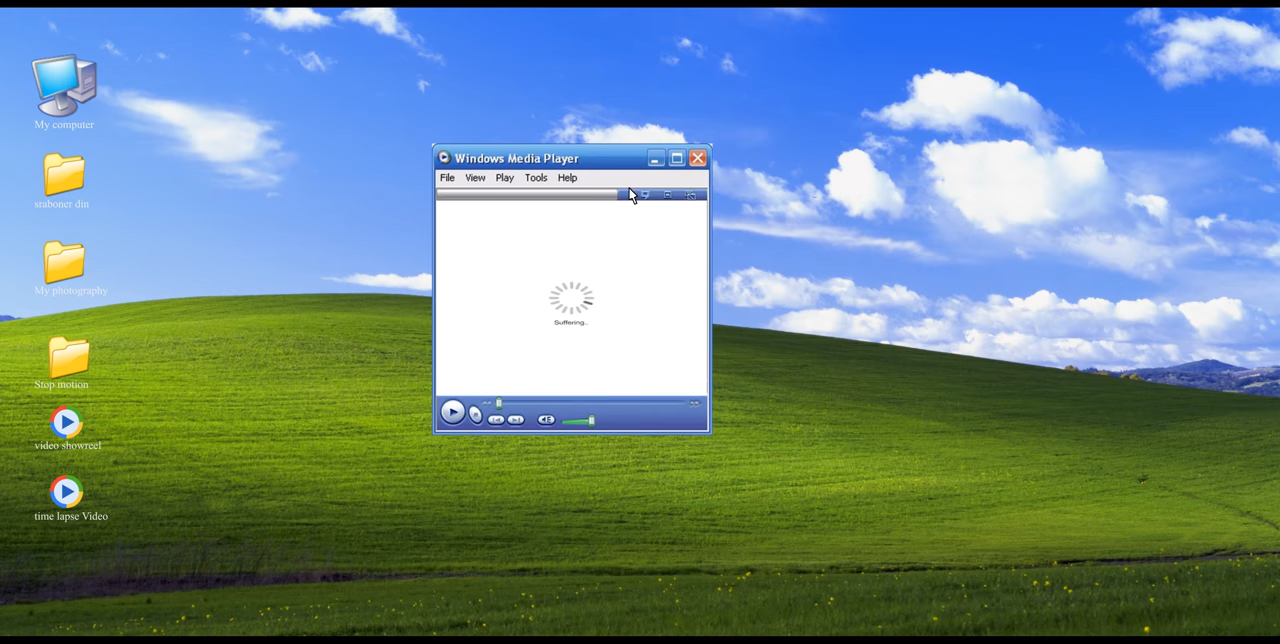 My computer
sraboner din
My photography
Stop motion
video showreel
time lapse Video
Windows Media Player
File View Play Tools Help
Suffering...